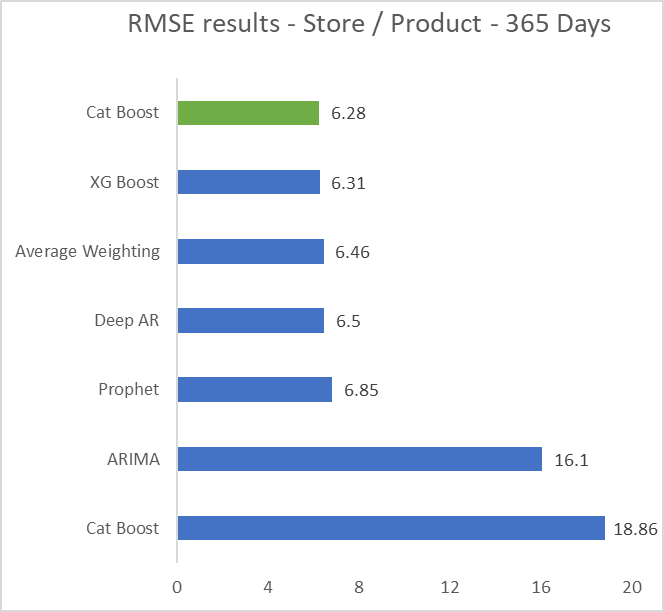 RMSE results - Store / Product - 365 Days
Cat Boost 6.28
XG Boost 6.31
Average Weighting 6.46
Deep AR 6.5
Prophet 6.85
ARIMA 16.1
Cat Boost 18.86
0 4 8 12 16 20